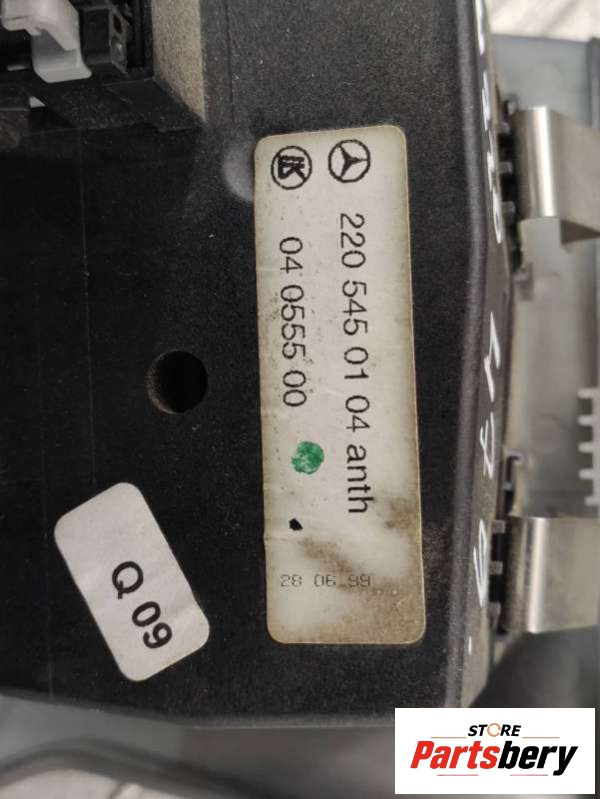 220 545 01 04 anth
04 0555 00
28 06 99
Q 09
STORE
Partsbery